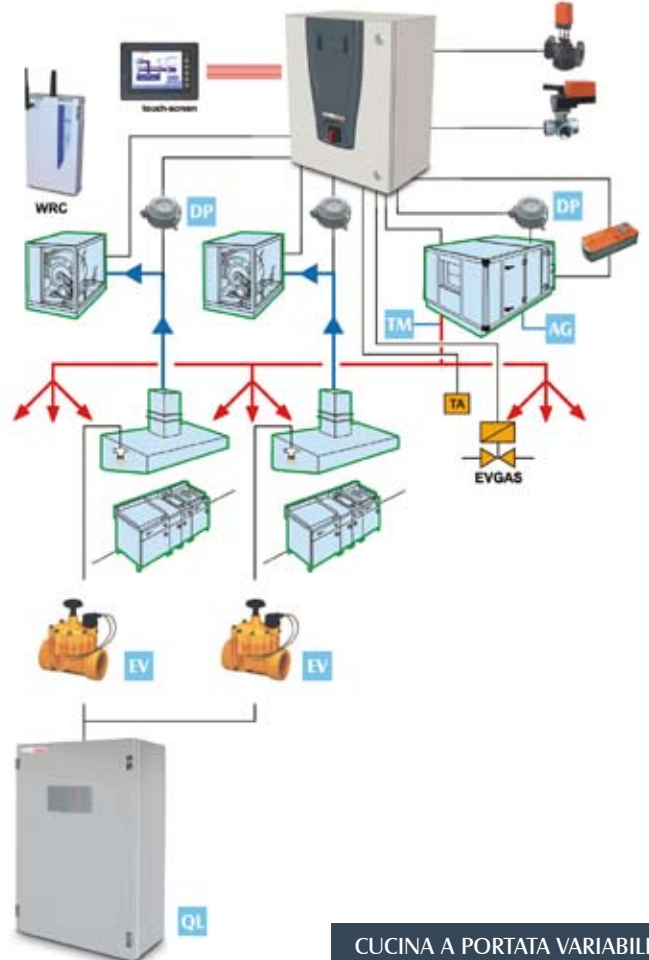 touch-screen
WRC
DP
DP
TM
AG
TA
EVGAS
EV
EV
QL
CUCINA A PORTATA VARIABILE